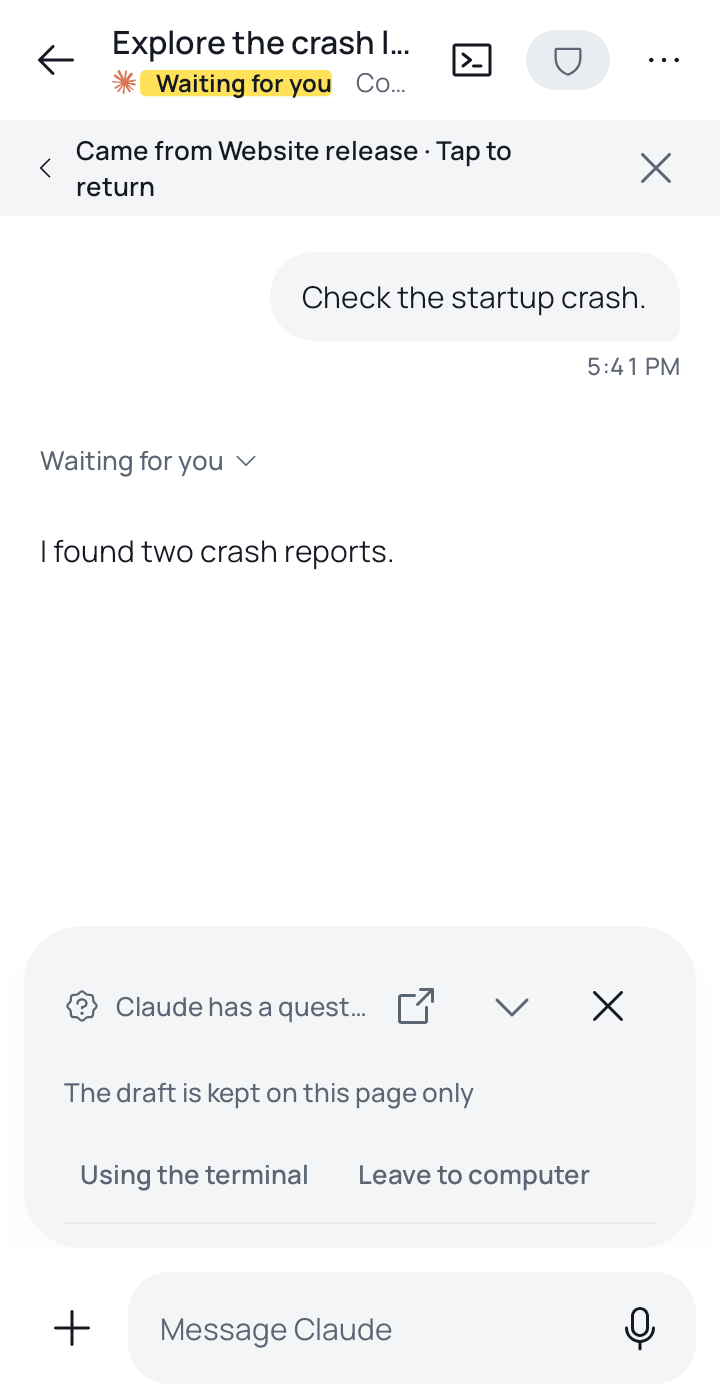 Explore the crash l...
Waiting for you Co...
Came from Website release · Tap to
return
Check the startup crash.
5:41 PM
Waiting for you
I found two crash reports.
Claude has a quest...
The draft is kept on this page only
Using the terminal Leave to computer
Message Claude